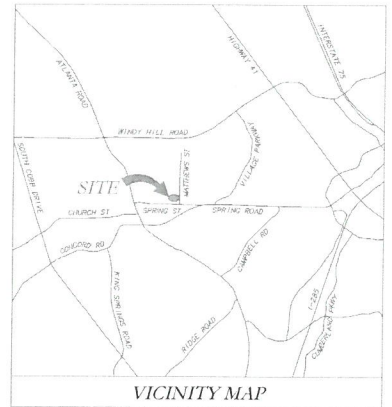 INTERSTATE 75
HIGHWAY 41
ATLANTA ROAD
WINDY HILL ROAD
MATTHEWS ST
VILLAGE PARKWAY
SOUTH COBB DRIVE
SITE
CHURCH ST
SPRING ST.
SPRING ROAD
CONCORD RD
CAMPBELL RD
KING SPRINGS ROAD
RIDGE ROAD
I-285
CUMBERLAND PKWY
VICINITY MAP